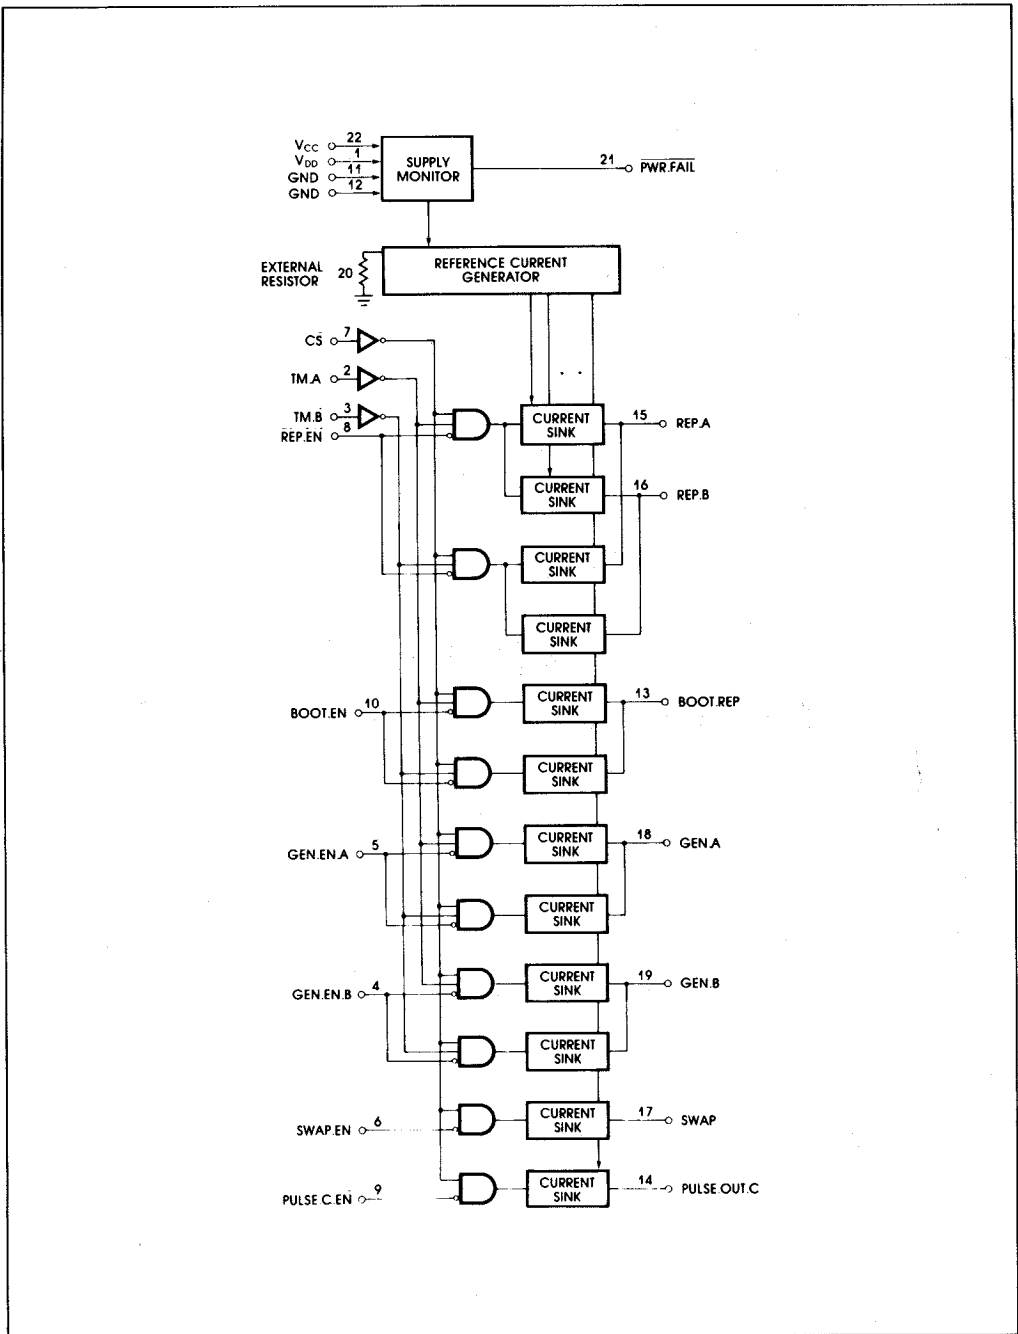 VCC 22
VDD 1
GND 11
GND 12
SUPPLY
MONITOR
21 PWR.FAIL
EXTERNAL
RESISTOR
20
REFERENCE CURRENT
GENERATOR
CS 7
TM.A 2
TM.B 3
REP.EN 8
CURRENT
SINK
15 REP.A
CURRENT
SINK
16 REP.B
CURRENT
SINK
CURRENT
SINK
BOOT.EN 10
CURRENT
SINK
13 BOOT.REP
CURRENT
SINK
GEN.EN.A 5
CURRENT
SINK
18 GEN.A
CURRENT
SINK
GEN.EN.B 4
CURRENT
SINK
19 GEN.B
CURRENT
SINK
SWAP.EN 6
CURRENT
SINK
17 SWAP
PULSE.C.EN 9
CURRENT
SINK
14 PULSE.OUT.C